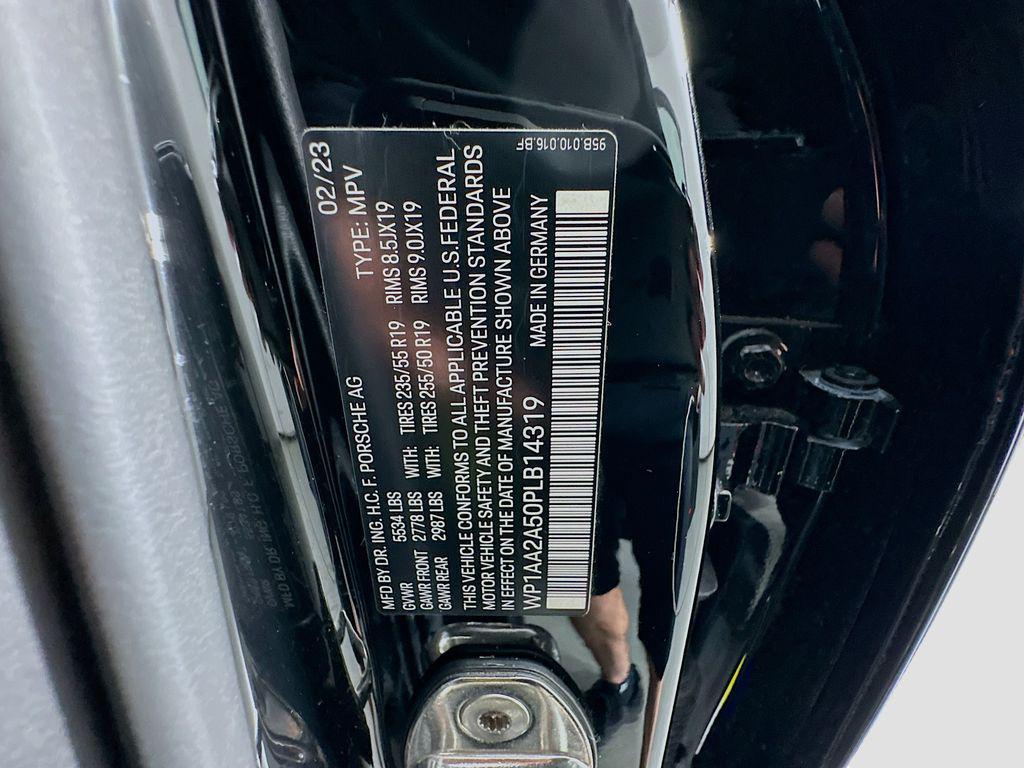 02/23
MFD BY DR. ING. H.C. F. PORSCHE AG TYPE: MPV
GVWR 5534 LBS
GAWR FRONT 2778 LBS WITH: TIRES 235/55 R19 RIMS 8.5JX19
GAWR REAR 2987 LBS WITH: TIRES 255/50 R19 RIMS 9.0JX19
THIS VEHICLE CONFORMS TO ALL APPLICABLE U.S. FEDERAL
MOTOR VEHICLE SAFETY AND THEFT PREVENTION STANDARDS
IN EFFECT ON THE DATE OF MANUFACTURE SHOWN ABOVE
WP1AA2A50PLB14319 MADE IN GERMANY
95B.010.016.BF